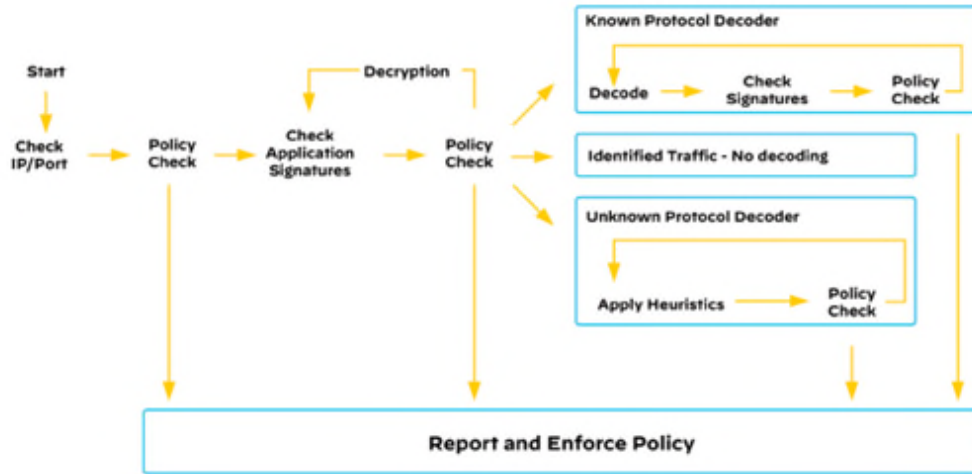 Known Protocol Decoder
Start
Decryption
Decode
Check
Signatures
Policy
Check
Check
IP/Port
Policy
Check
Check
Application
Signatures
Policy
Check
Identified Traffic - No decoding
Unknown Protocol Decoder
Apply Heuristics
Policy
Check
Report and Enforce Policy